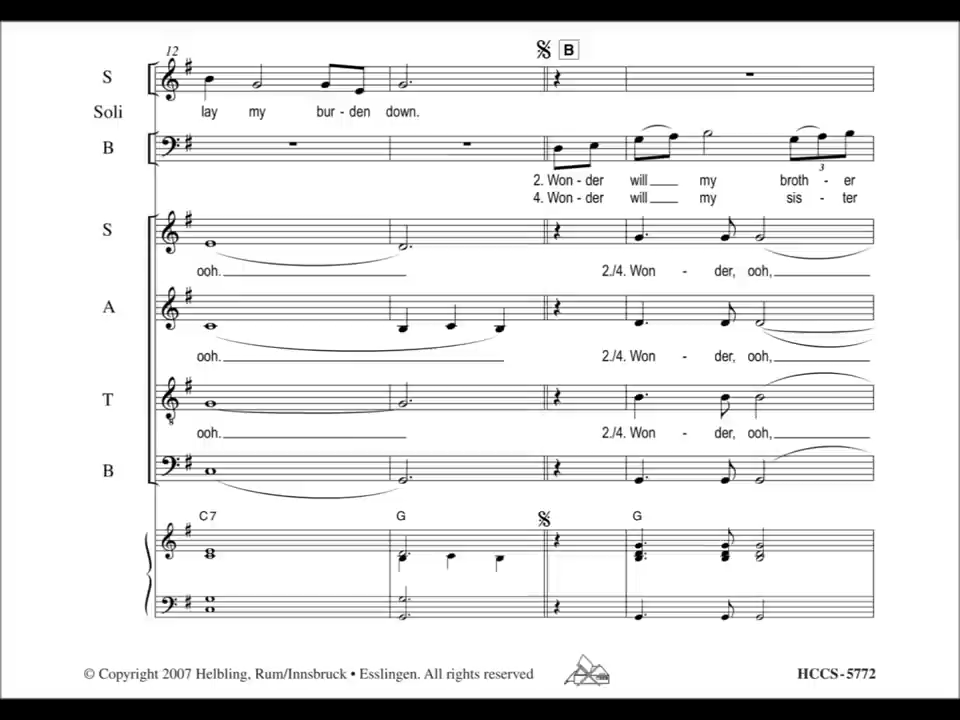 12
B
S
Soli
lay my bur - den down.
B
3
2. Won - der will my broth - er
4. Won - der will my sis - ter
S
ooh. 2./4. Won - der, ooh,
A
ooh. 2./4. Won - der, ooh,
T
8
ooh. 2./4. Won - der, ooh,
B
C7 G G
© Copyright 2007 Helbling, Rum/Innsbruck • Esslingen. All rights reserved
HCCS-5772